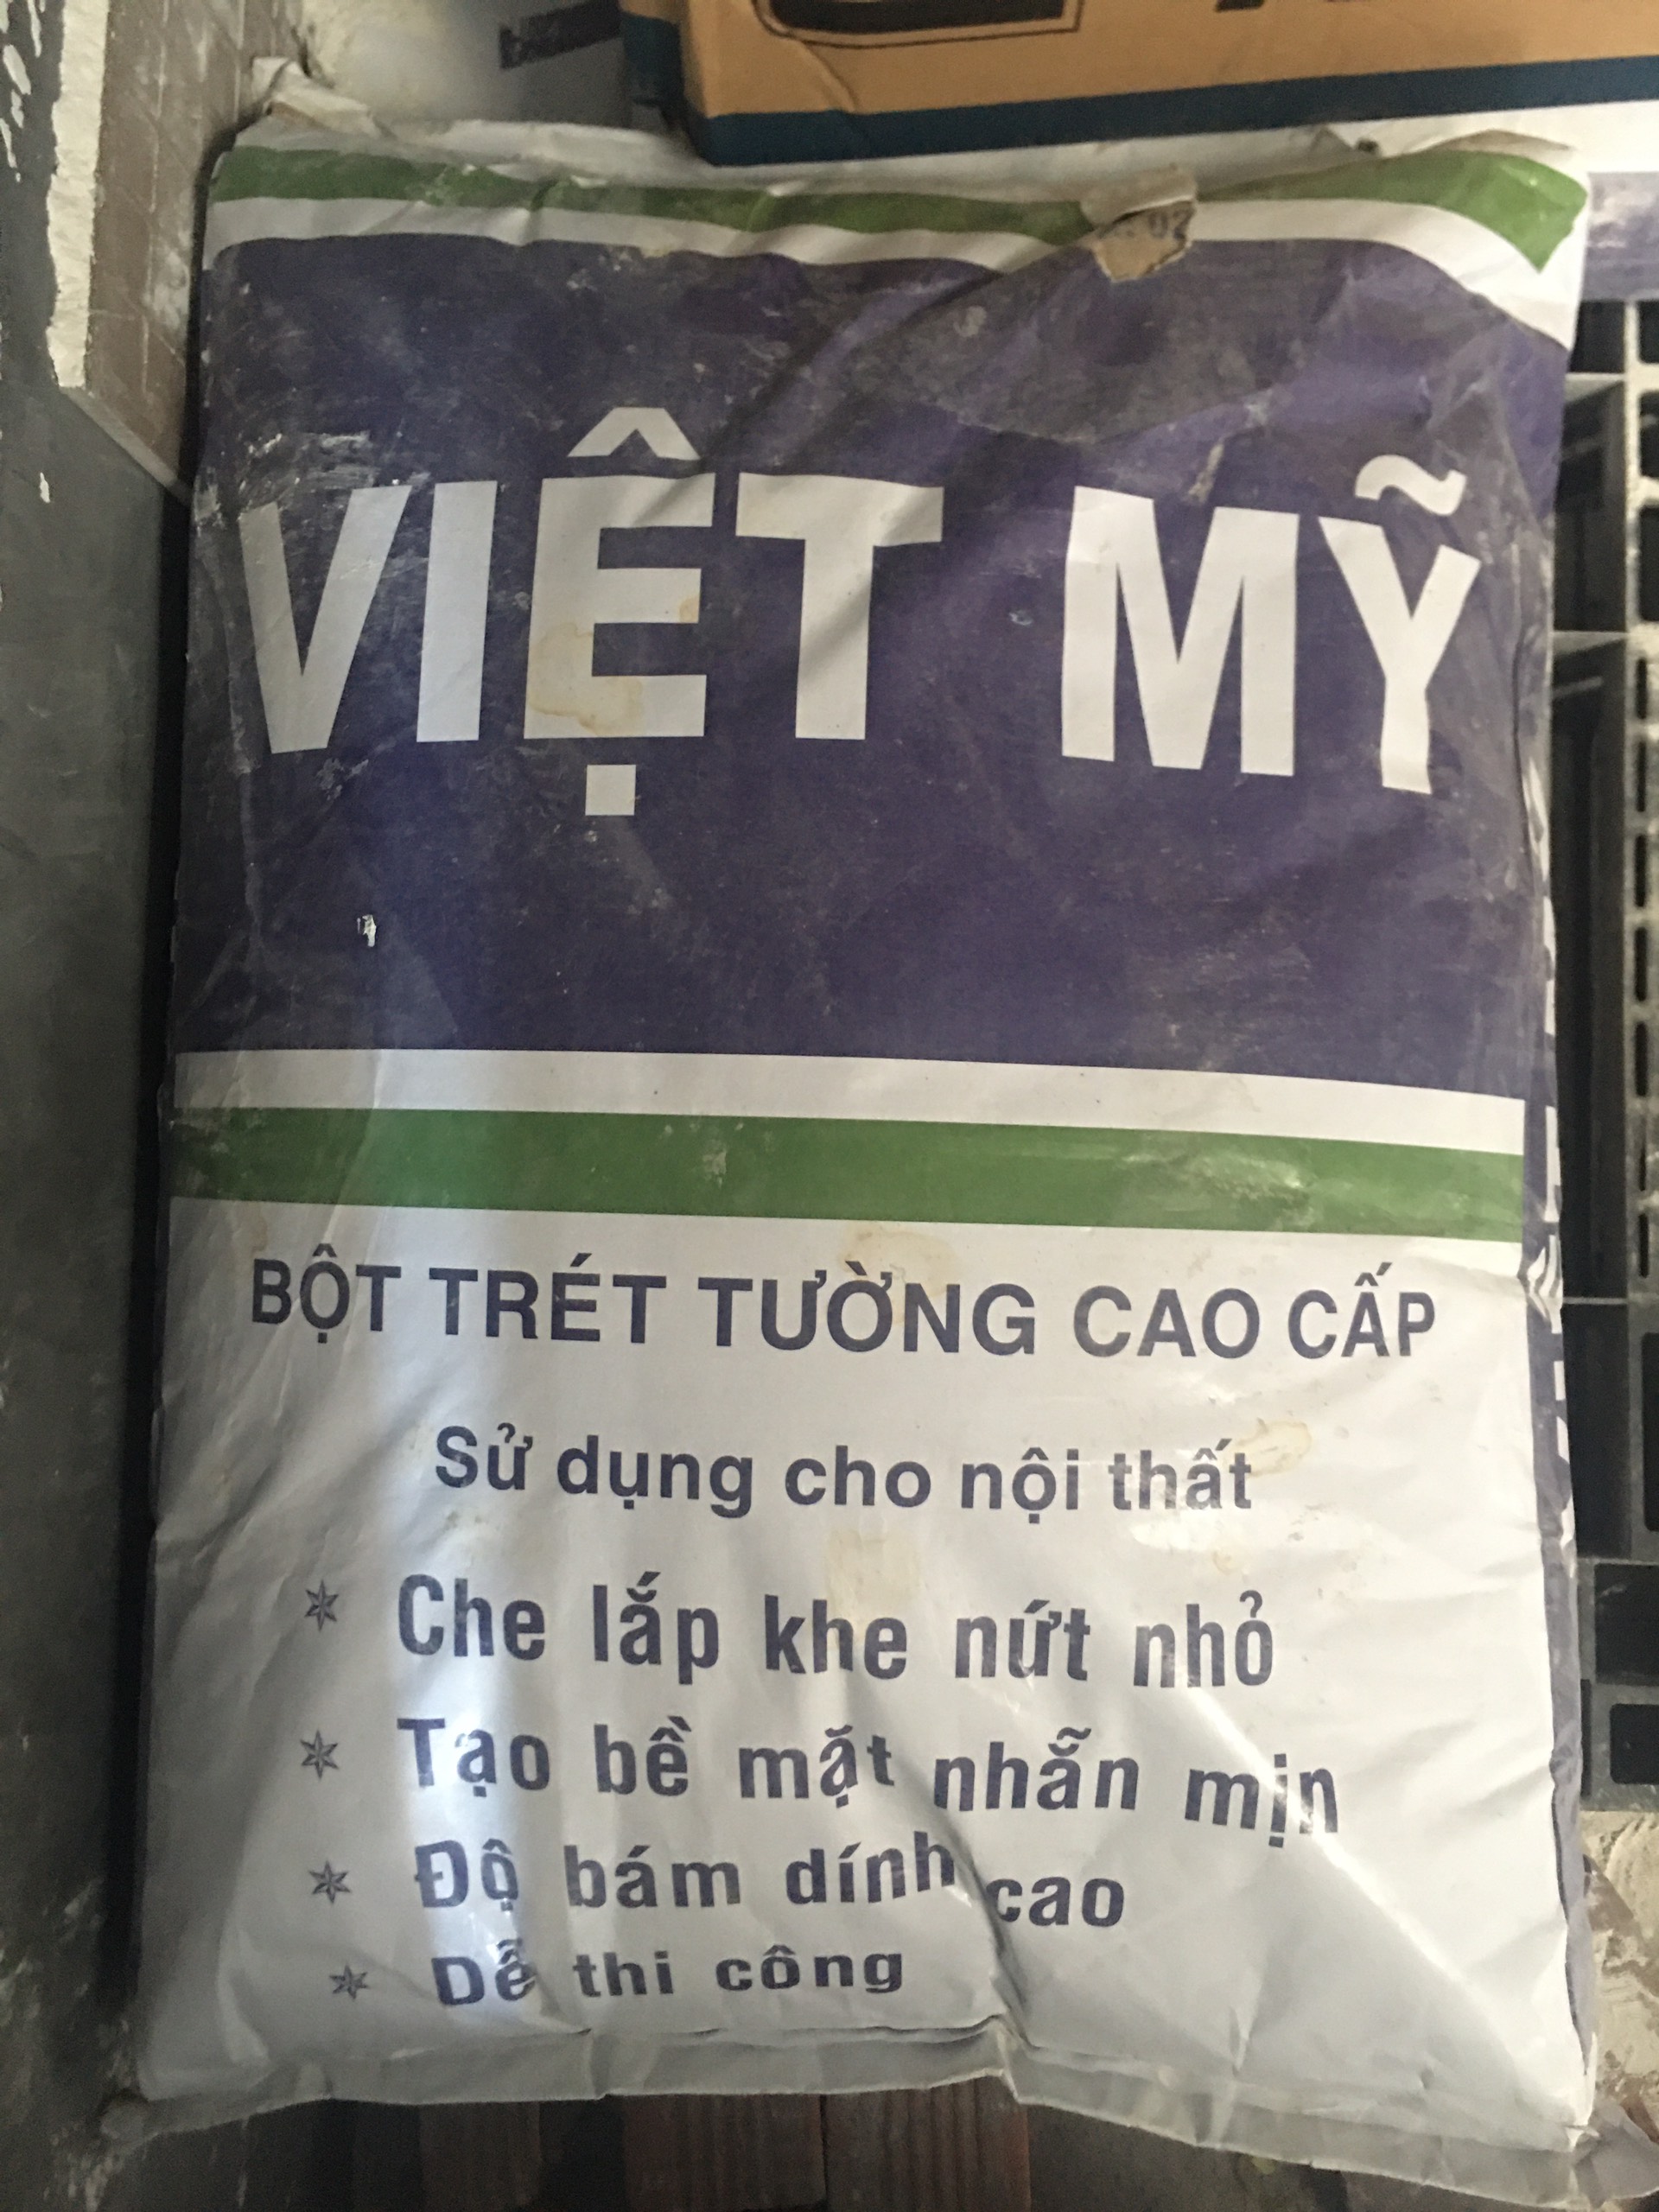 VIỆT MỸ
BỘT TRÉT TƯỜNG CAO CẤP
Sử dụng cho nội thất
Che lắp khe nứt nhỏ
Tạo bề mặt nhẵn mịn
Độ bám dính cao
Dễ thi công